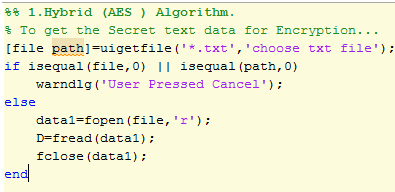 %% 1.Hybrid (AES ) Algorithm.
% To get the Secret text data for Encryption...
[file path]=uigetfile('*.txt','choose txt file');
if isequal(file,0) || isequal(path,0)
    warndlg('User Pressed Cancel');
else
    data1=fopen(file,'r');
    D=fread(data1);
    fclose(data1);
end